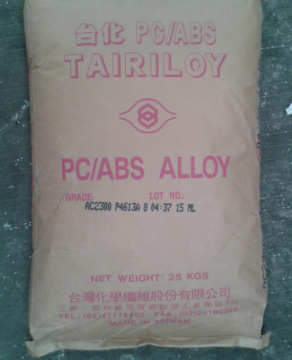 台化 PC/ABS
TAIRILOY
PC/ABS ALLOY
GRADE: LOT NO.:
AC2300 P4613A 8 04:37 15 ML
NET WEIGHT: 25 KGS
台灣化學纖維股份有限公司
MADE IN TAIWAN